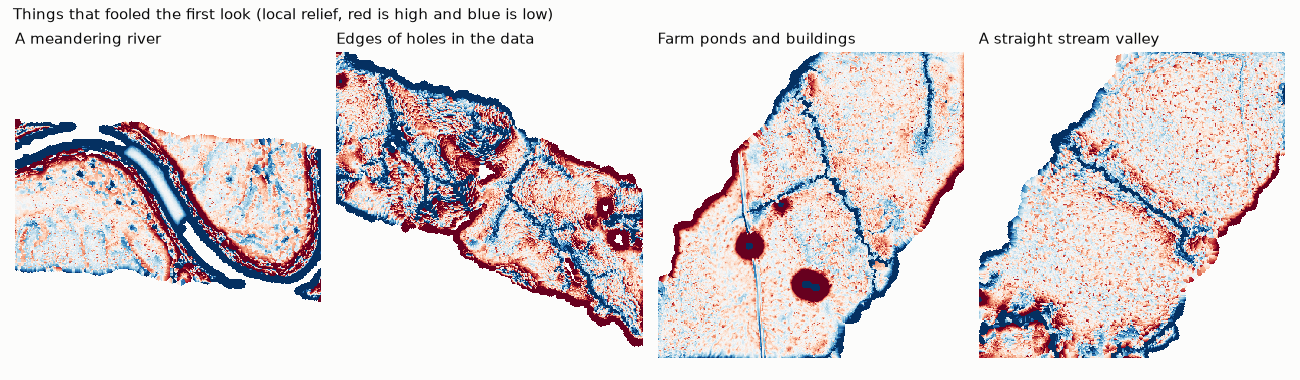 Things that fooled the first look (local relief, red is high and blue is low)
A meandering river
Edges of holes in the data
Farm ponds and buildings
A straight stream valley